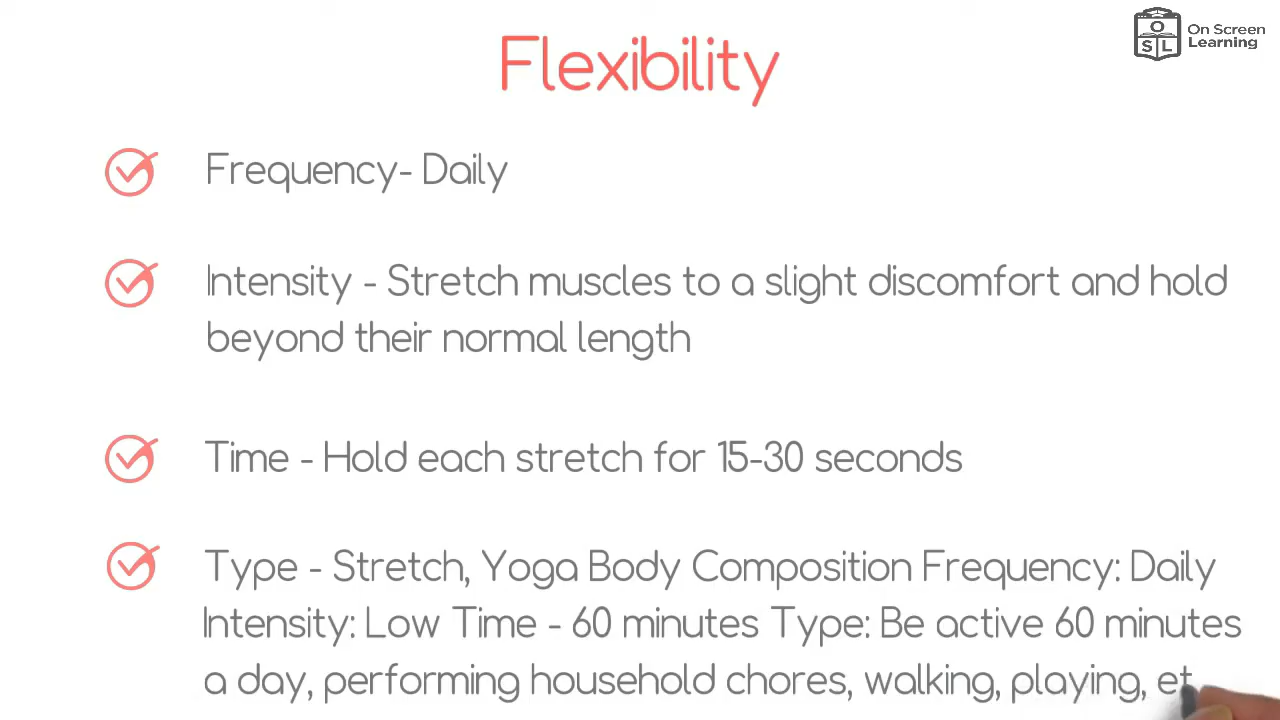 On Screen
Learning
OSL
Flexibility
Frequency- Daily
Intensity - Stretch muscles to a slight discomfort and hold
beyond their normal length
Time - Hold each stretch for 15-30 seconds
Type - Stretch, Yoga Body Composition Frequency: Daily
Intensity: Low Time - 60 minutes Type: Be active 60 minutes
a day, performing household chores, walking, playing, et